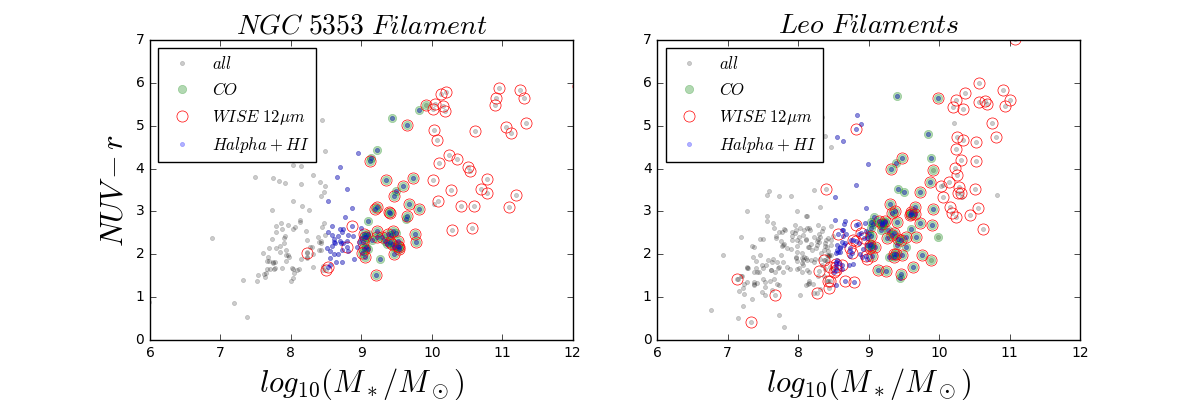 NGC 5353 Filament
Leo Filaments
7
6
5
4
3
2
1
0
NUV − r
all
CO
WISE 12μm
Halpha + HI
6 7 8 9 10 11 12
log10(M∗/M⊙)
7
6
5
4
3
2
1
0
all
CO
WISE 12μm
Halpha + HI
6 7 8 9 10 11 12
log10(M∗/M⊙)